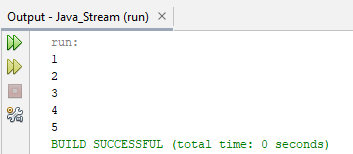 Output - Java_Stream (run)
run:
1
2
3
4
5
BUILD SUCCESSFUL (total time: 0 seconds)